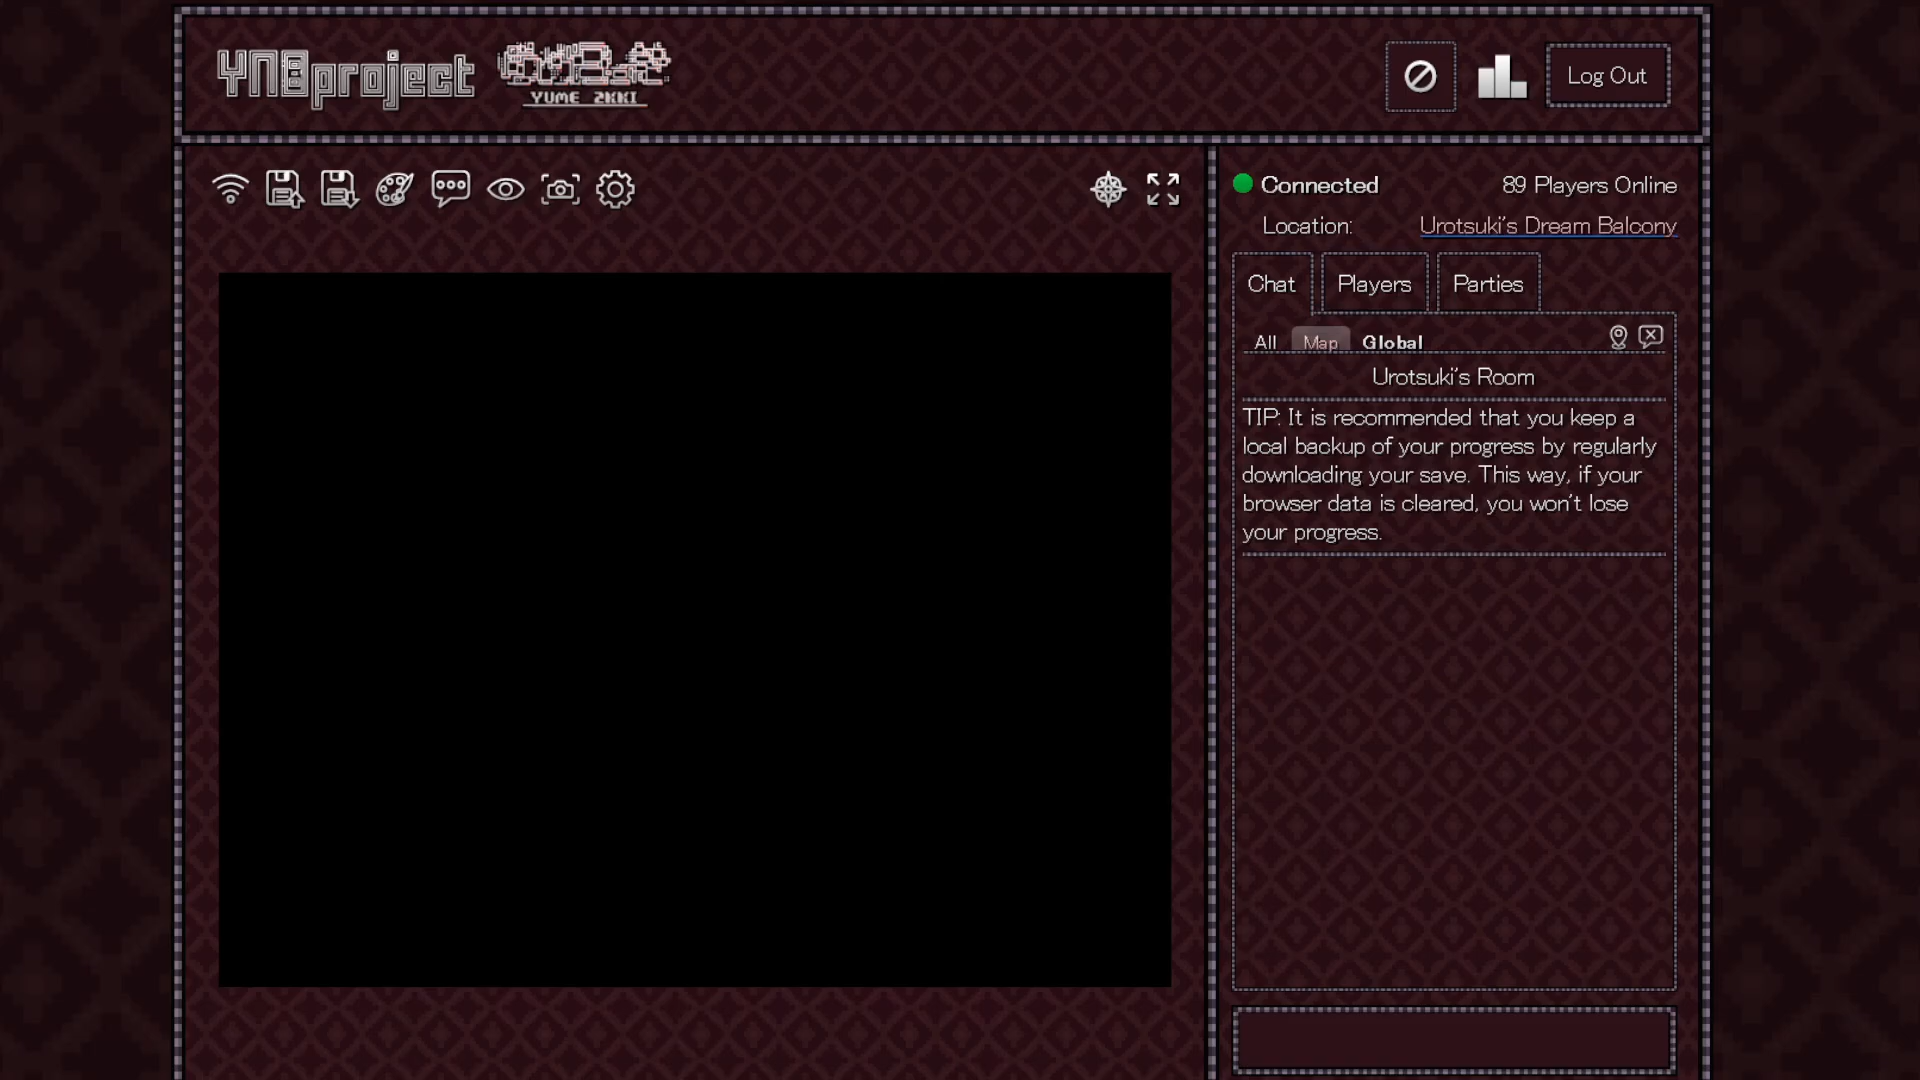 YNOproject
YUME 2KKI
Log Out
Connected
89 Players Online
Location:
Urotsuki's Dream Balcony
Chat
Players
Parties
All
Map
Global
Urotsuki's Room
TIP: It is recommended that you keep a
local backup of your progress by regularly
downloading your save. This way, if your
browser data is cleared, you won't lose
your progress.